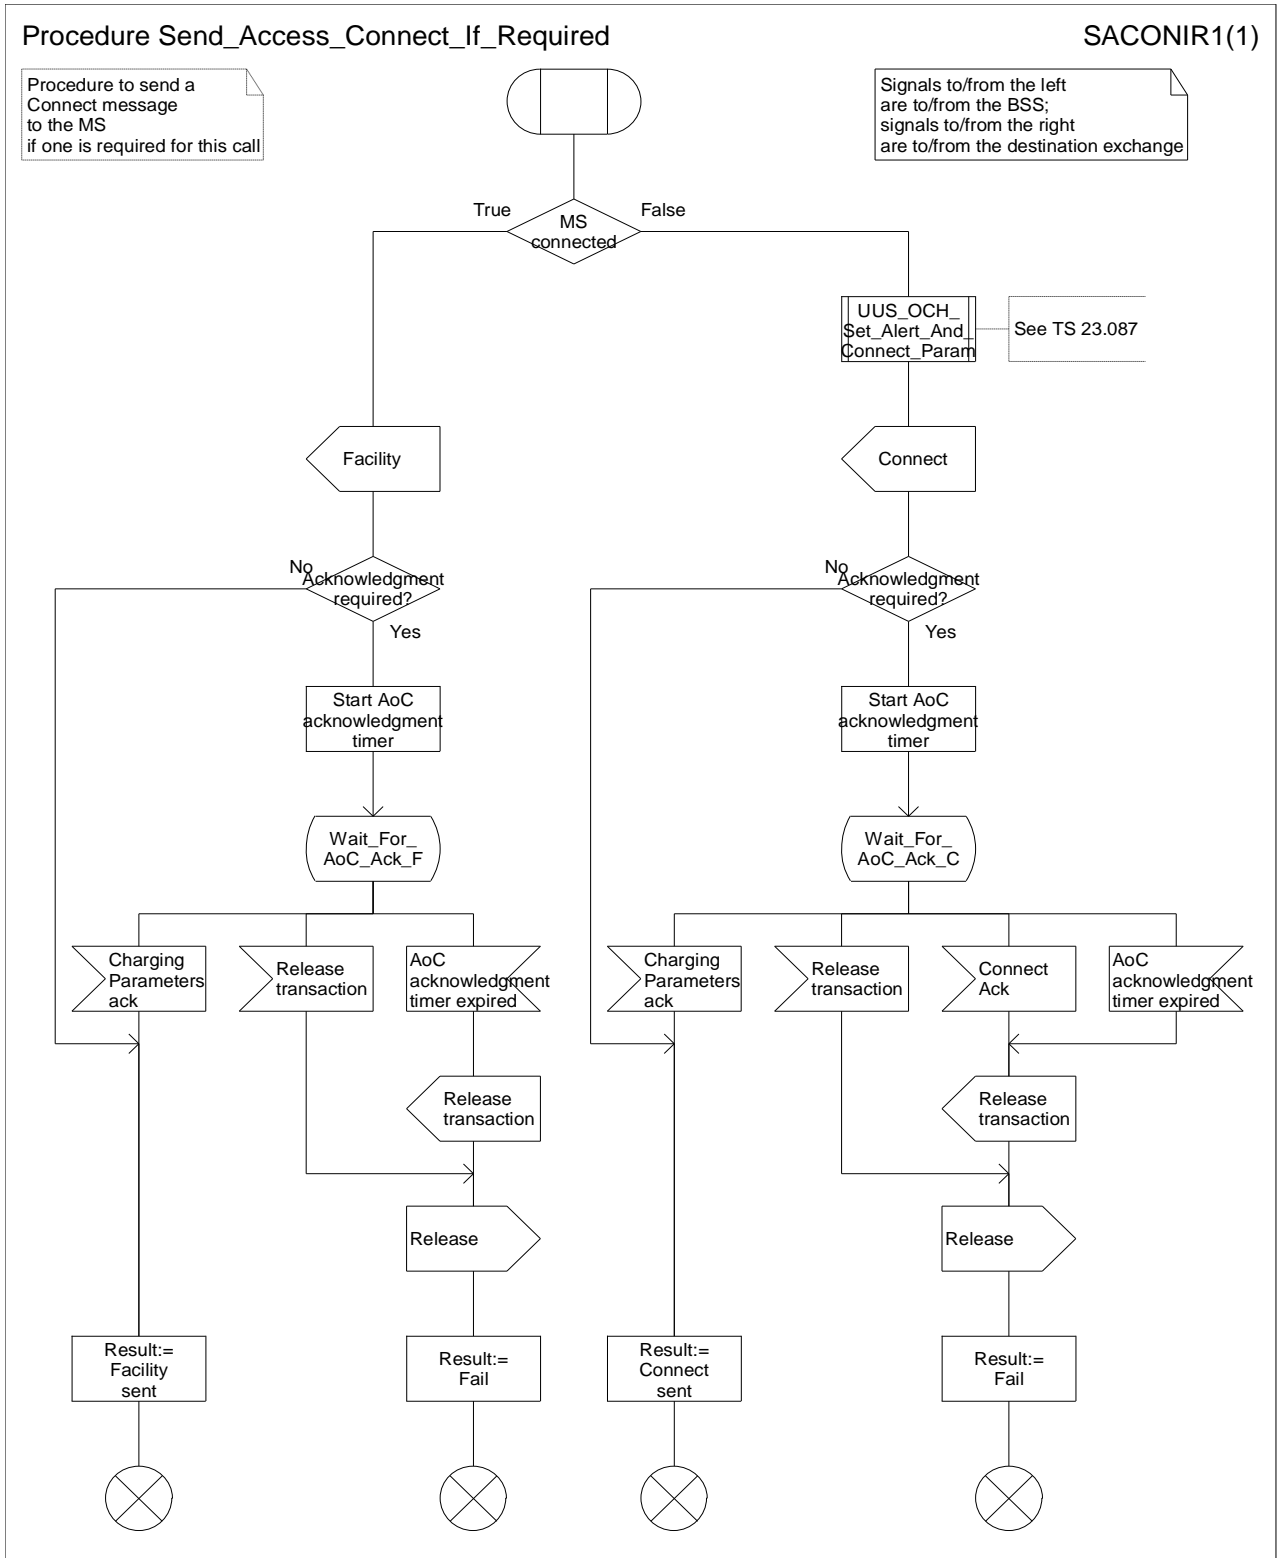 Procedure Send_Access_Connect_If_Required
SACONIR1(1)
Procedure to send a
Connect message
to the MS
if one is required for this call
Signals to/from the left
are to/from the BSS;
signals to/from the right
are to/from the destination exchange
True
MS
connected
False
UUS_OCH_
Set_Alert_And_
Connect_Param
See TS 23.087
Facility
Connect
No
Acknowledgment
required?
Yes
No
Acknowledgment
required?
Yes
Start AoC
acknowledgment
timer
Start AoC
acknowledgment
timer
Wait_For_
AoC_Ack_F
Wait_For_
AoC_Ack_C
Charging
Parameters
ack
Release
transaction
AoC
acknowledgment
timer expired
Charging
Parameters
ack
Release
transaction
Connect
Ack
AoC
acknowledgment
timer expired
Release
transaction
Release
transaction
Release
Release
Result:=
Facility
sent
Result:=
Fail
Result:=
Connect
sent
Result:=
Fail